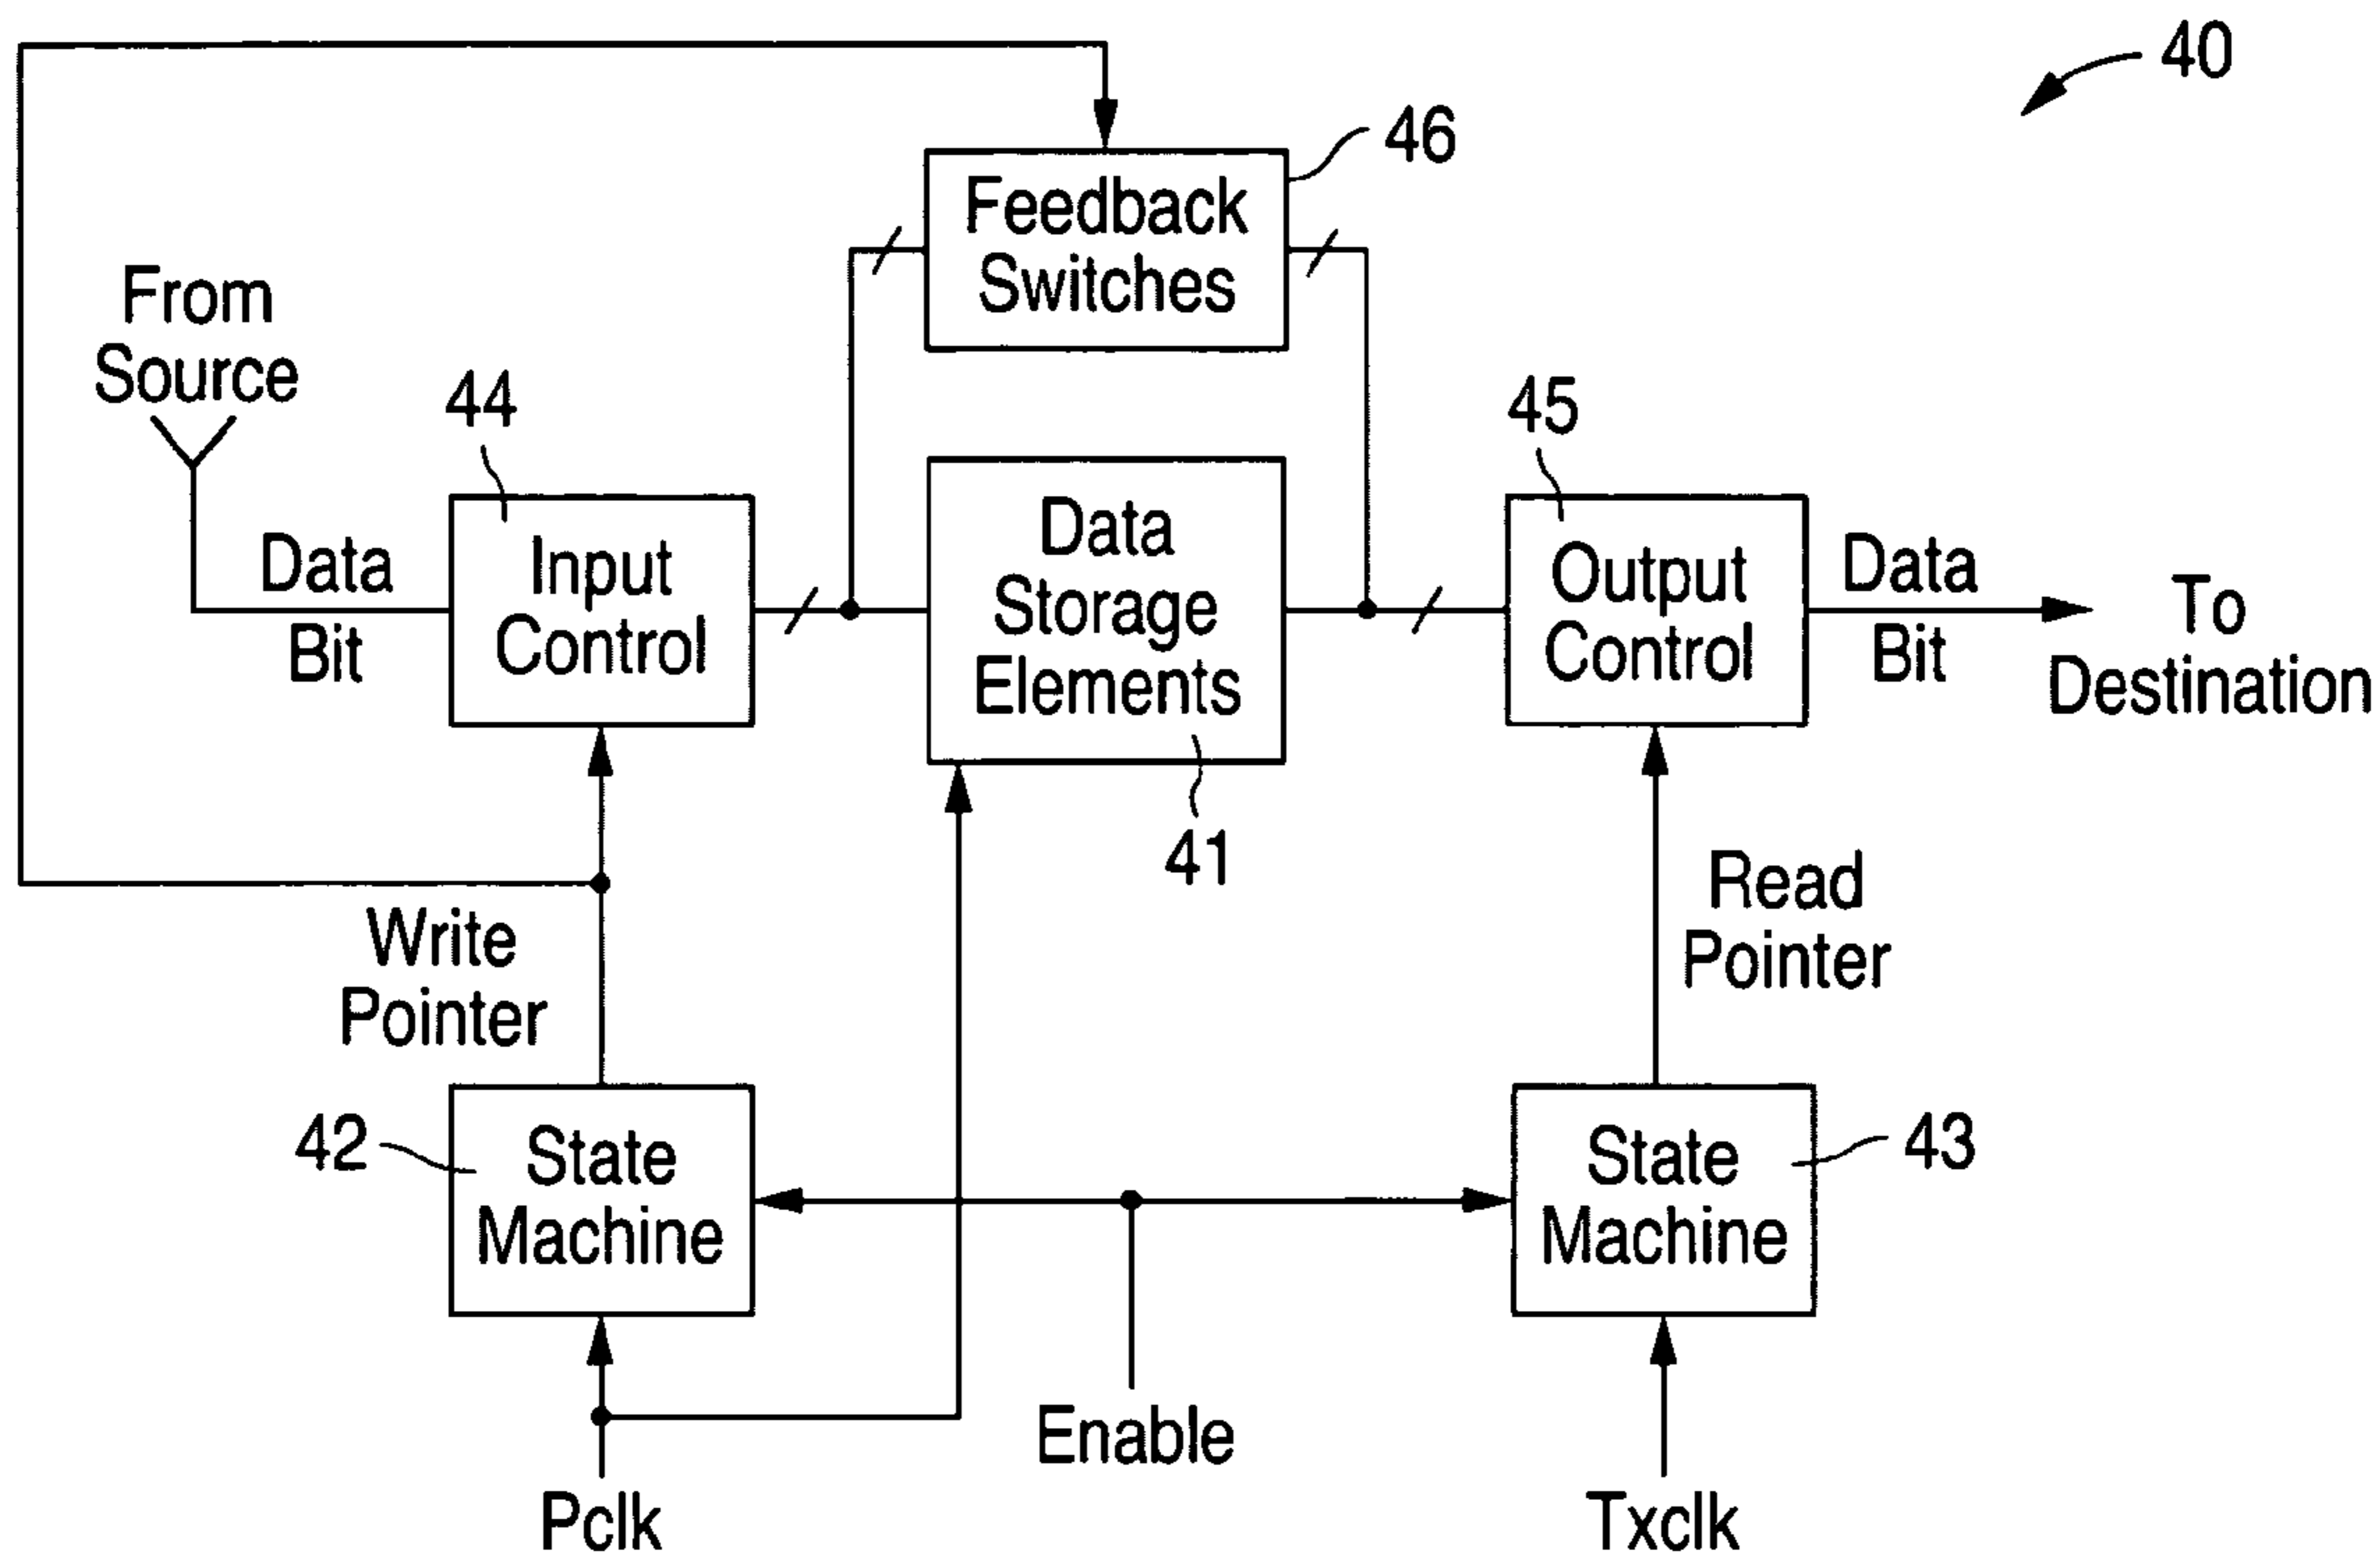 40
46
Feedback
Switches
From
Source
44
45
Data
Bit
Input
Control
Data
Storage
Elements
Output
Control
Data
Bit
To
Destination
41
Write
Pointer
Read
Pointer
42
State
Machine
State
Machine
43
Enable
Pclk
Txclk